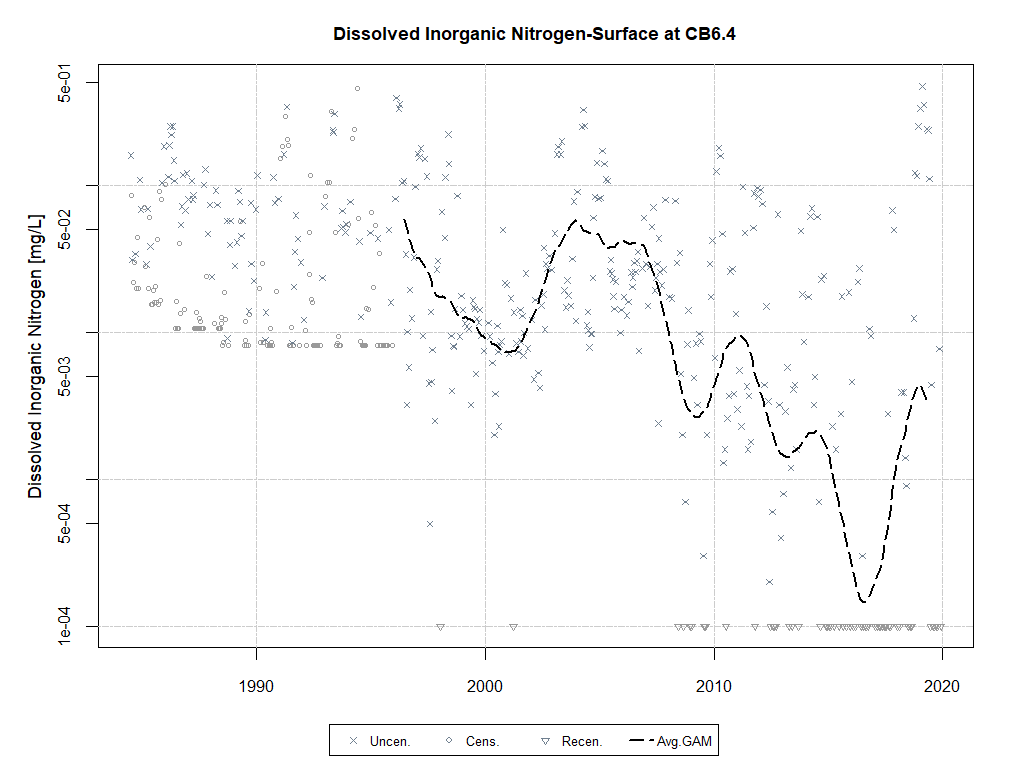 Dissolved Inorganic Nitrogen-Surface at CB6.4
Dissolved Inorganic Nitrogen [mg/L]
5e-01
5e-02
5e-03
5e-04
1e-04
1990
2000
2010
2020
Uncen.
Cens.
Recen.
Avg.GAM